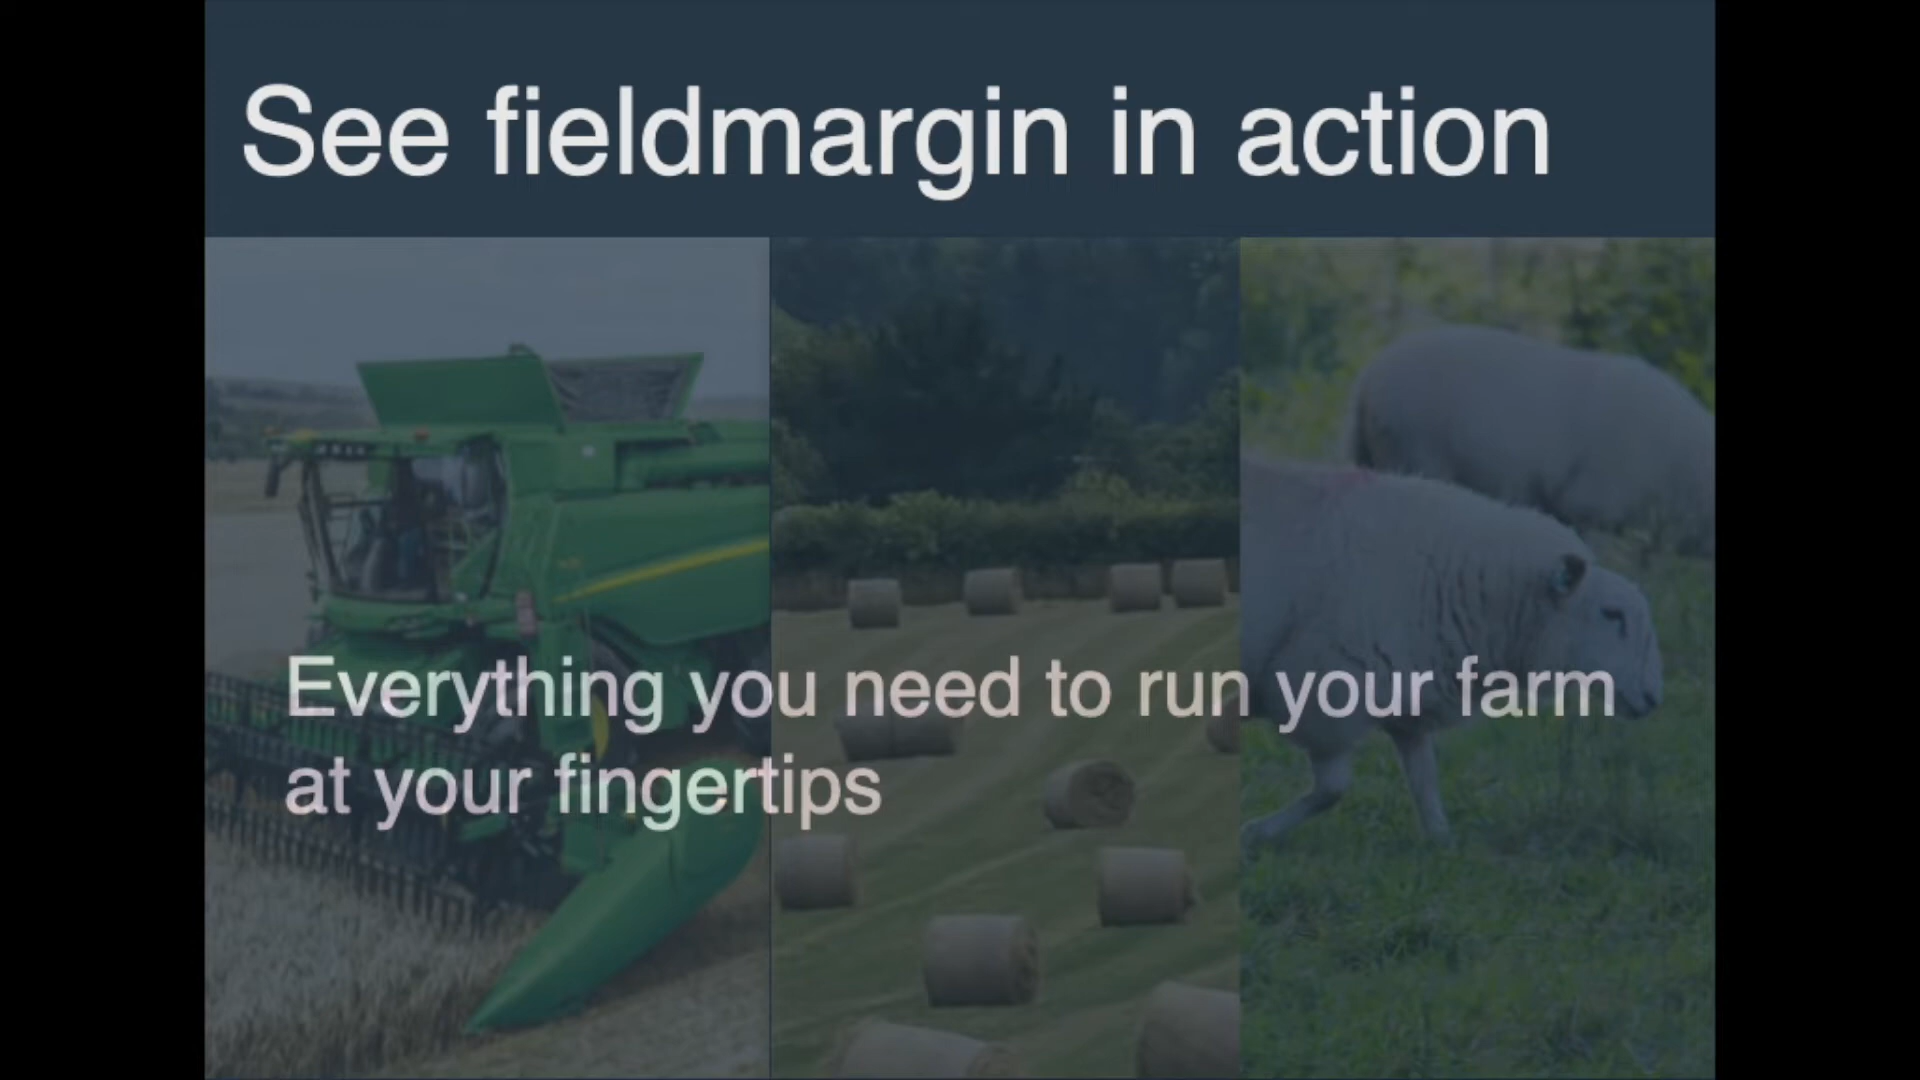 See fieldmargin in action
Everything you need to run your farm
at your fingertips